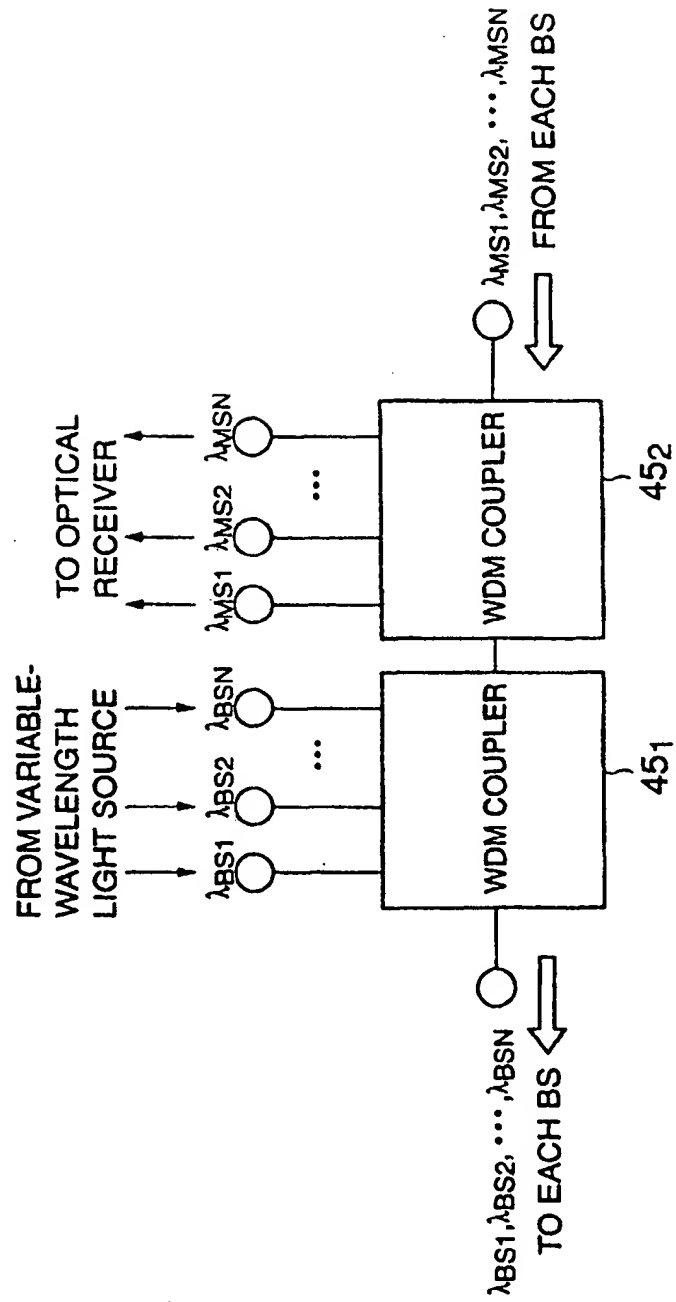 FROM VARIABLE-
WAVELENGTH
LIGHT SOURCE
TO OPTICAL
RECEIVER
λBS1
λBS2
...
λBSN
λMS1
λMS2
...
λMSN
WDM COUPLER
WDM COUPLER
λBS1,λBS2, ...,λBSN
TO EACH BS
λMS1,λMS2, ...,λMSN
FROM EACH BS
451
452